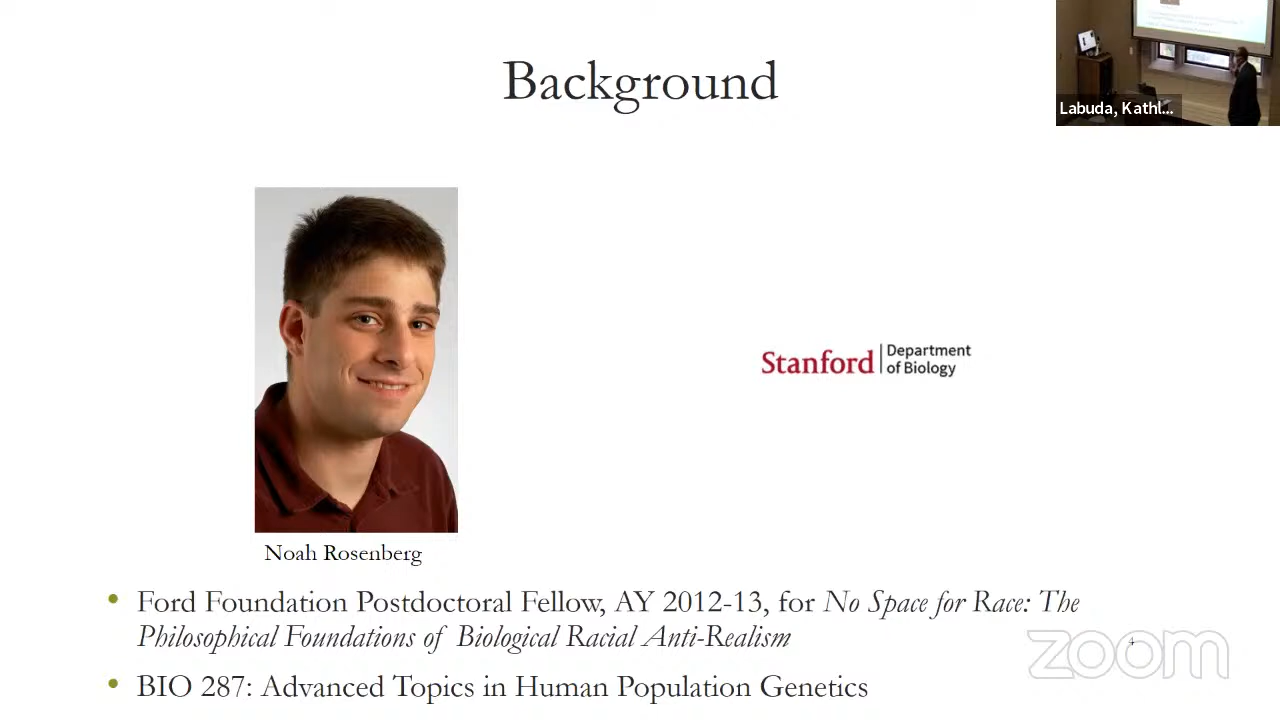 Background
Labuda, Kathl...
Stanford | Department
of Biology
Noah Rosenberg
• Ford Foundation Postdoctoral Fellow, AY 2012-13, for No Space for Race: The
Philosophical Foundations of Biological Racial Anti-Realism
zoom
4
• BIO 287: Advanced Topics in Human Population Genetics